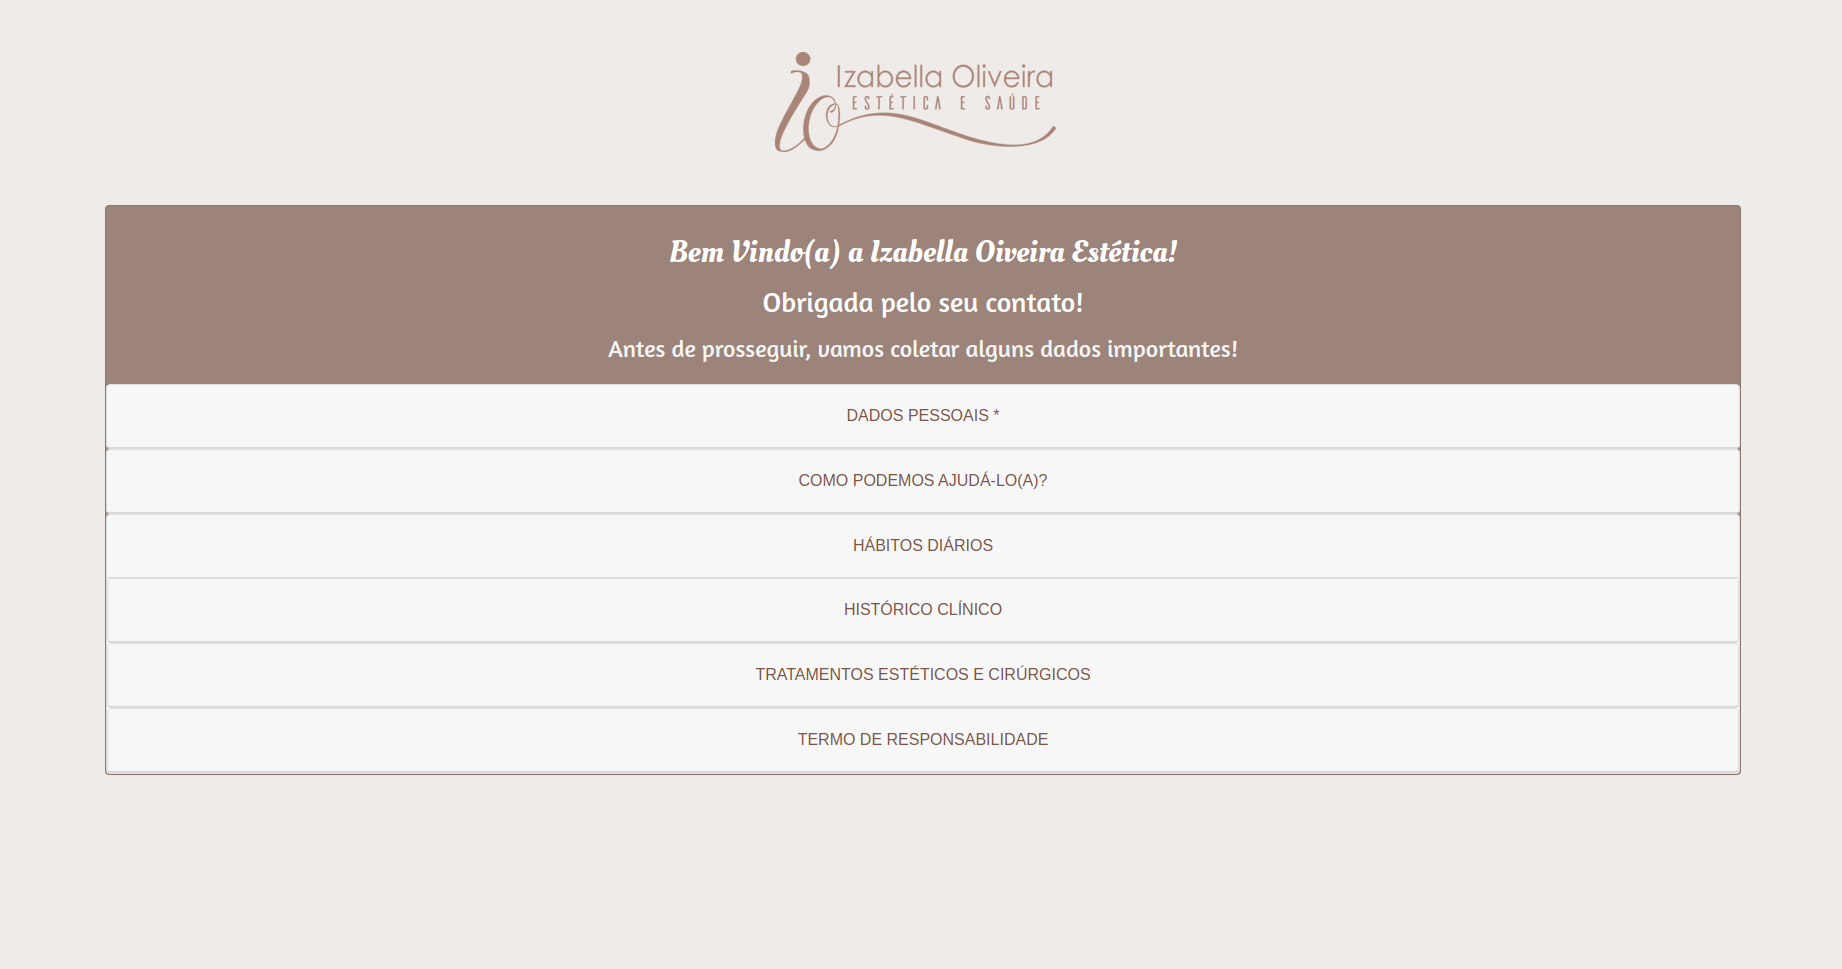 io
Izabella Oliveira
ESTÉTICA E SAÚDE
Bem Vindo(a) a Izabella Oiveira Estética!
Obrigada pelo seu contato!
Antes de prosseguir, vamos coletar alguns dados importantes!
DADOS PESSOAIS *
COMO PODEMOS AJUDÁ-LO(A)?
HÁBITOS DIÁRIOS
HISTÓRICO CLÍNICO
TRATAMENTOS ESTÉTICOS E CIRÚRGICOS
TERMO DE RESPONSABILIDADE